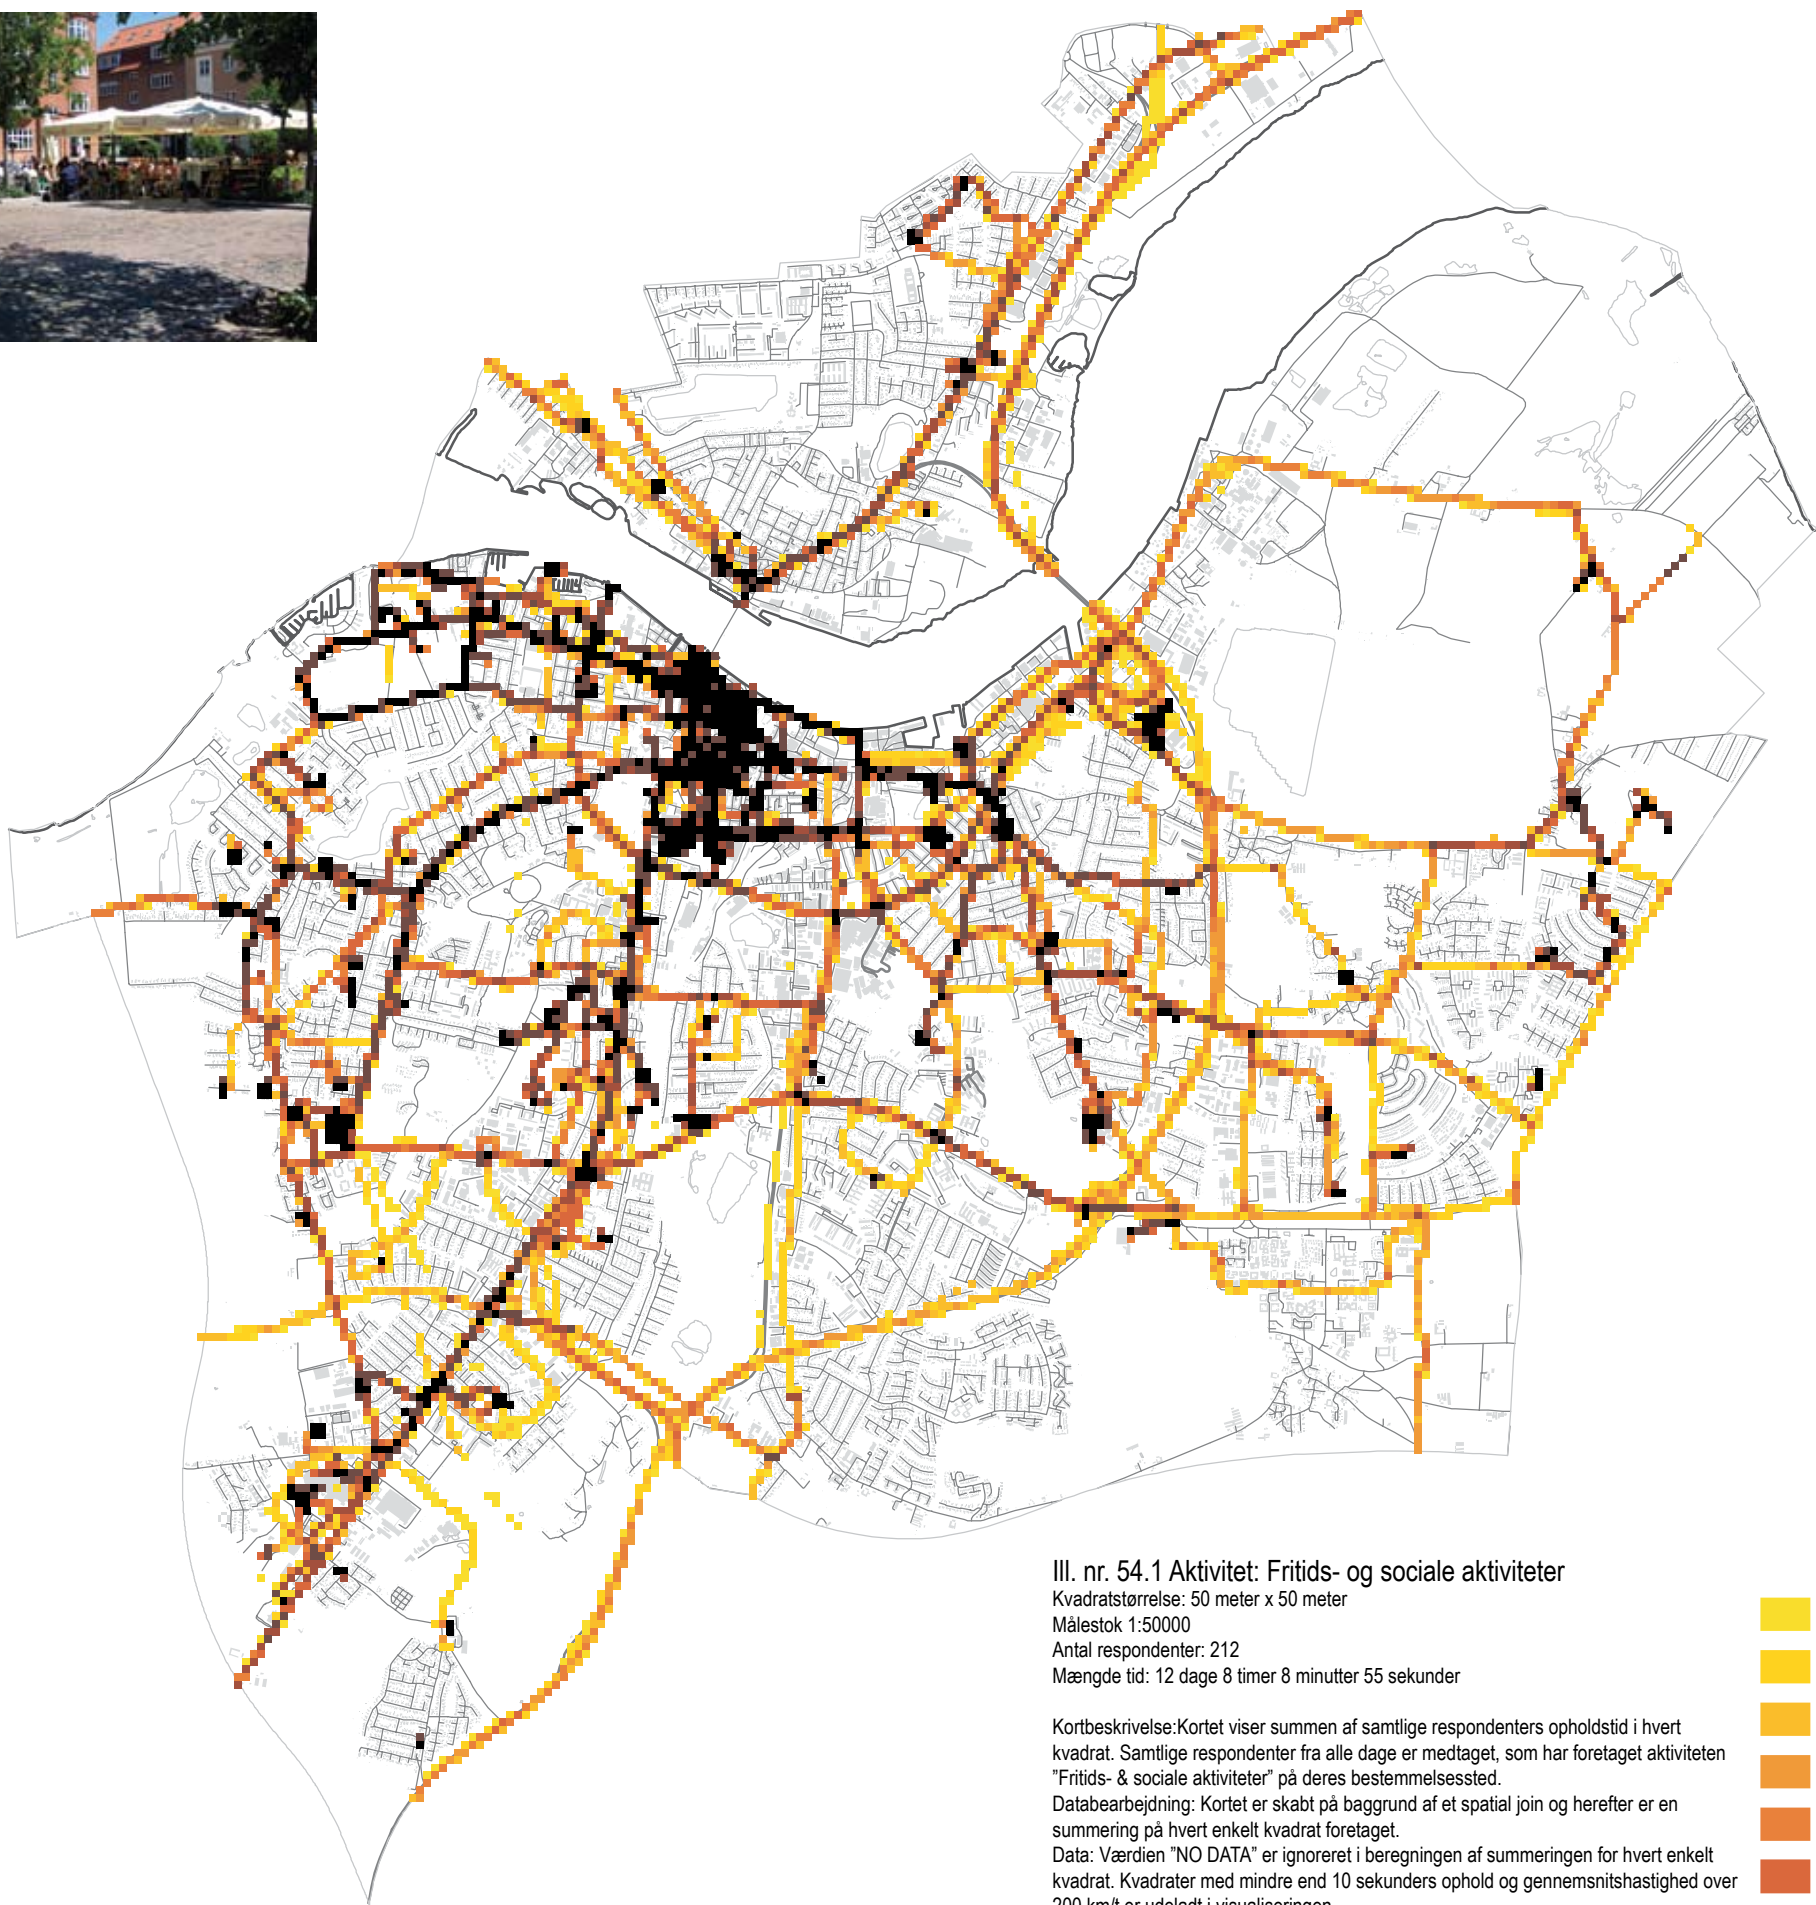 Ill. nr. 54.1 Aktivitet: Fritids- og sociale aktiviteter
Kvadratstørrelse: 50 meter x 50 meter
Målestok 1:50000
Antal respondenter: 212
Mængde tid: 12 dage 8 timer 8 minutter 55 sekunder
Kortbeskrivelse:Kortet viser summen af samtlige respondenters opholdstid i hvert
kvadrat. Samtlige respondenter fra alle dage er medtaget, som har foretaget aktiviteten
”Fritids- & sociale aktiviteter” på deres bestemmelsessted.
Databearbejdning: Kortet er skabt på baggrund af et spatial join og herefter er en
summering på hvert enkelt kvadrat foretaget.
Data: Værdien ”NO DATA” er ignoreret i beregningen af summeringen for hvert enkelt
kvadrat. Kvadrater med mindre end 10 sekunders ophold og gennemsnitshastighed over
200 km/t er udeladt i visualiseringen